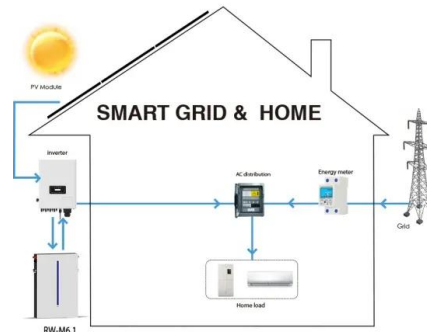 PV Module
SMART GRID & HOME
Inverter
AC distribution
Energy meter
Grid
Home load
RW-M6.1